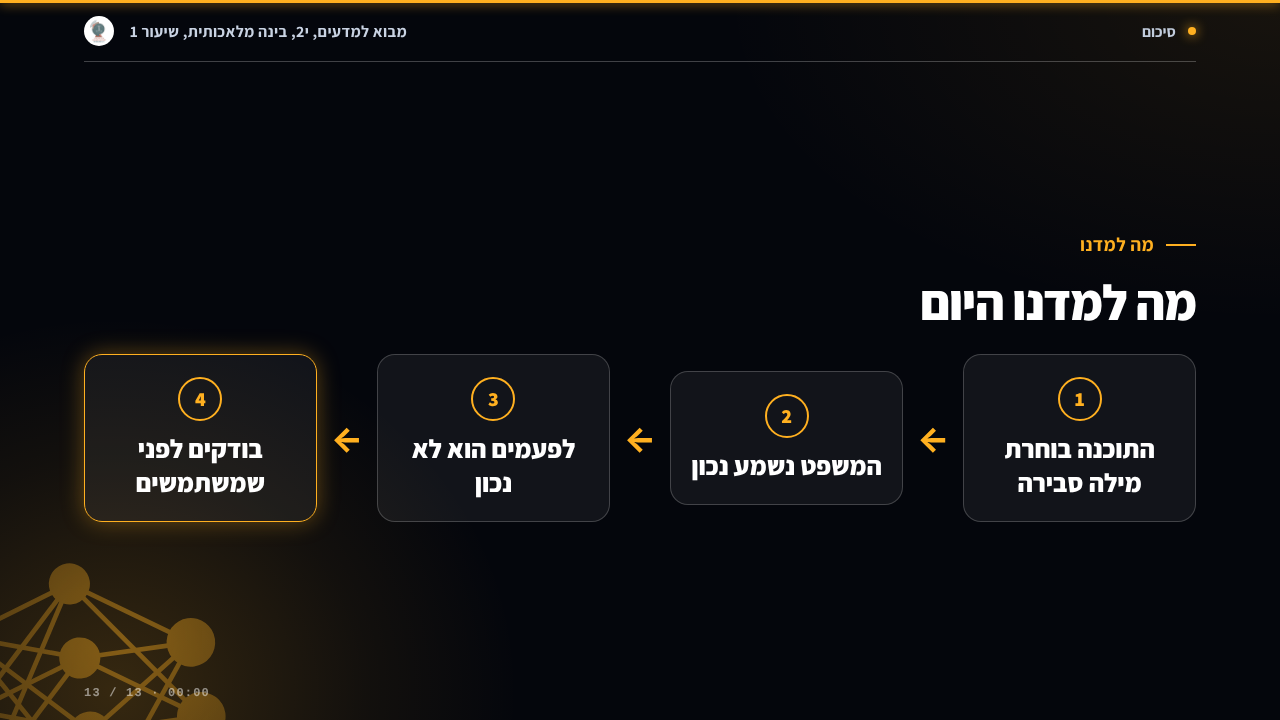 סיכום
מבוא למדעים, י2, בינה מלאכותית, שיעור 1
מה למדנו
מה למדנו היום
1
התוכנה בוחרת
מילה סבירה
2
המשפט נשמע נכון
3
לפעמים הוא לא
נכון
4
בודקים לפני
שמשתמשים
13 / 13 · 00:00